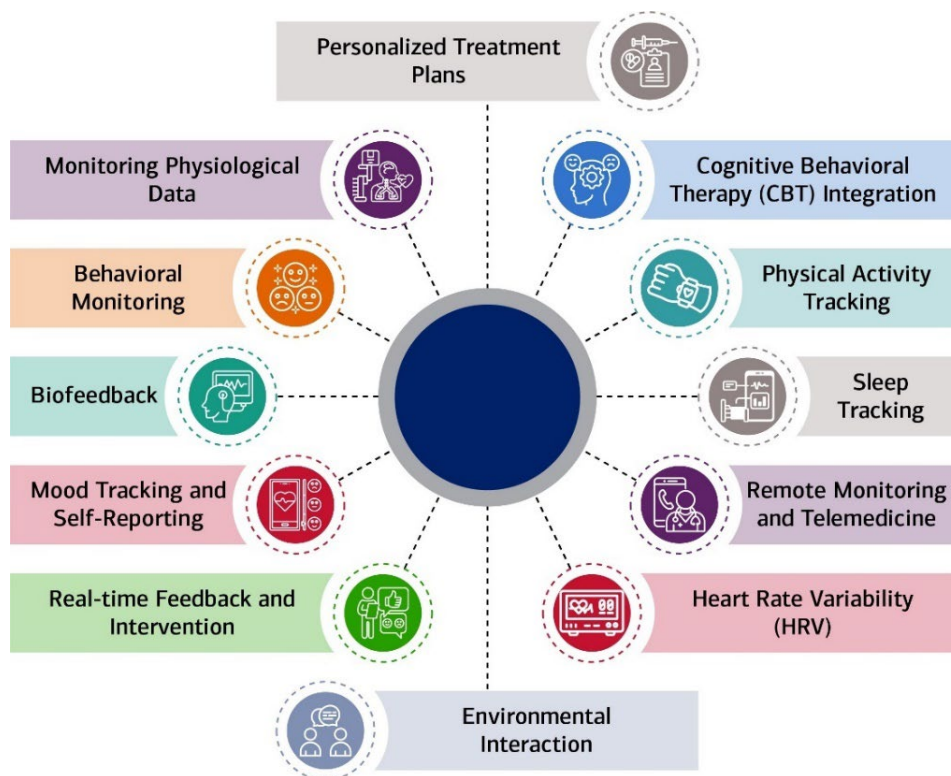 Personalized Treatment
Plans
Monitoring Physiological
Data
Cognitive Behavioral
Therapy (CBT) Integration
Behavioral
Monitoring
Physical Activity
Tracking
Biofeedback
Sleep
Tracking
Mood Tracking and
Self-Reporting
Remote Monitoring
and Telemedicine
Real-time Feedback and
Intervention
Heart Rate Variability
(HRV)
Environmental
Interaction